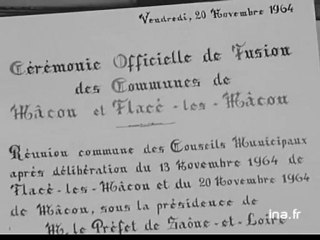 Vendredi, 20 Novembre 1964
Cérémonie Officielle de Fusion
des Communes de
Mâcon et Flacé-les-Mâcon
Réunion commune des Conseils Municipaux
après délibération du 13 Novembre 1964 de
Flacé-les-Mâcon et du 20 Novembre 1964
de Mâcon, sous la présidence de
M. le Préfet de Saône-et-Loire
ina.fr